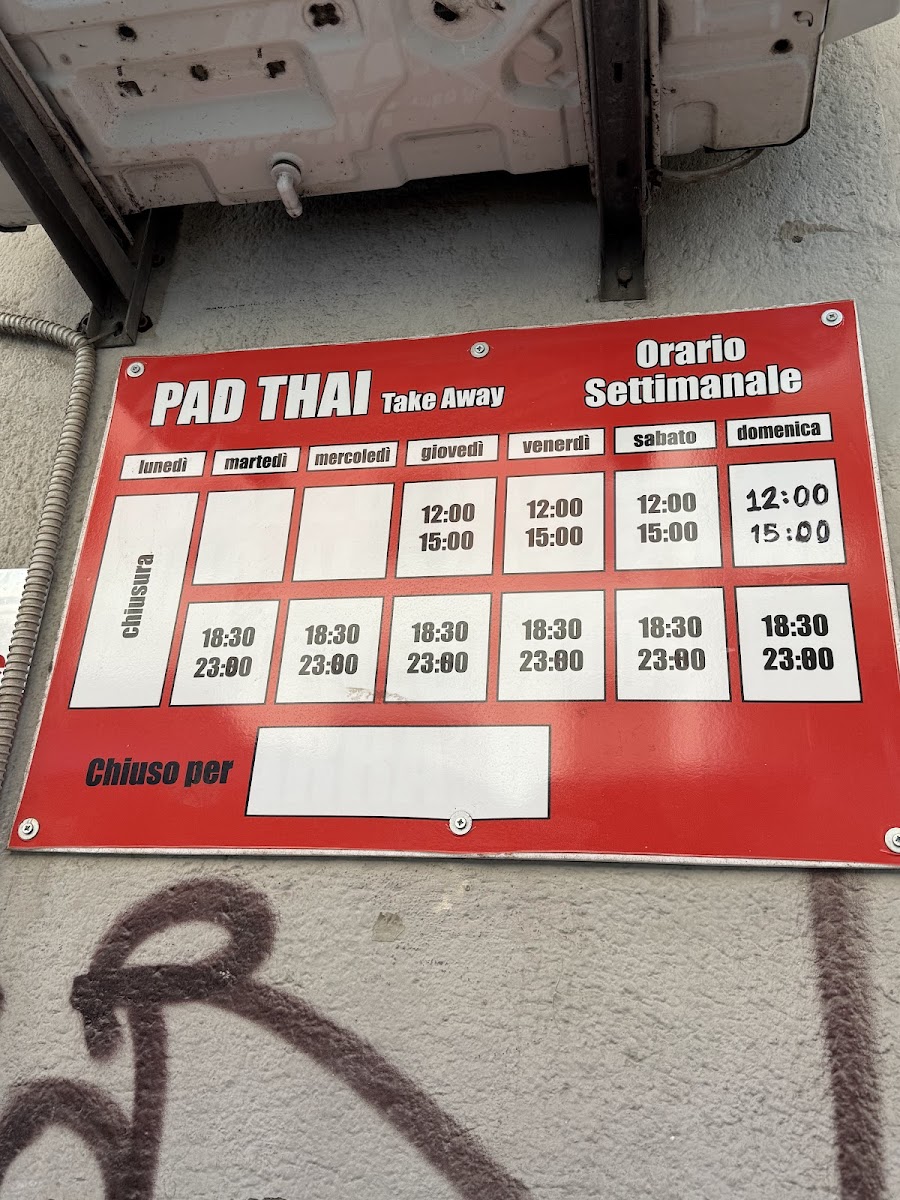 PAD THAI Take Away
Orario
Settimanale
lunedì martedì mercoledì giovedì venerdì sabato domenica
chiusura
12:00 12:00 12:00 12:00
15:00 15:00 15:00 15:00
18:30 18:30 18:30 18:30 18:30 18:30
23:00 23:00 23:00 23:00 23:00 23:00
Chiuso per